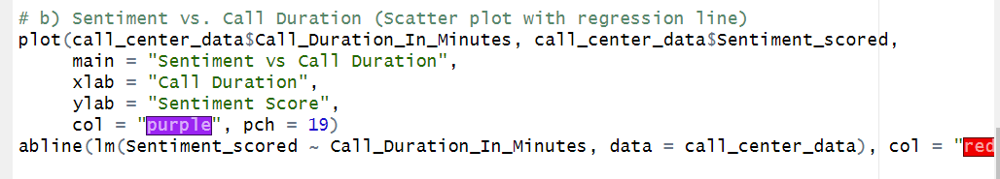 # b) Sentiment vs. Call Duration (Scatter plot with regression line)
plot(call_center_data$Call_Duration_In_Minutes, call_center_data$Sentiment_scored,
main = "Sentiment vs Call Duration",
xlab = "Call Duration",
ylab = "Sentiment Score",
col = "purple", pch = 19)
abline(lm(Sentiment_scored ~ Call_Duration_In_Minutes, data = call_center_data), col = "red